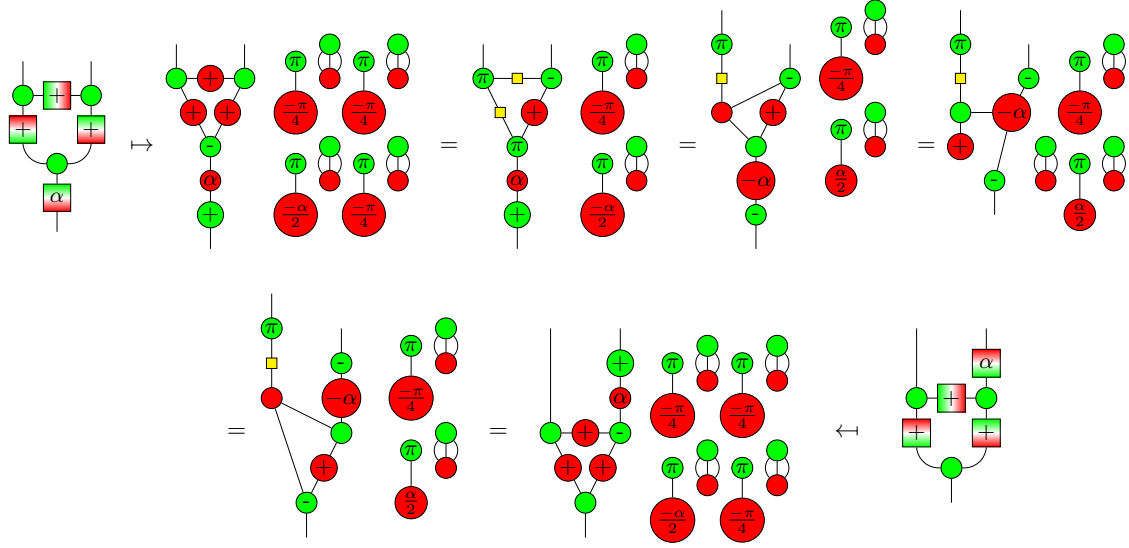 +
+ +
α
↦
+
+ +
-
α
+
π π
−π/4 −π/4
π π
−α/2 −π/4
=
π -
+
π
α
+
π
−π/4
π
−α/2
=
π
-
+
−α
-
π
−π/4
π
α/2
=
π
-
−α
+
-
π
−π/4
π
α/2
=
π
-
−α
+
-
π
−π/4
π
α/2
=
+
α
+ -
+ +
π π
−π/4 −π/4
π π
−α/2 −π/4
↤
α
+
+ +